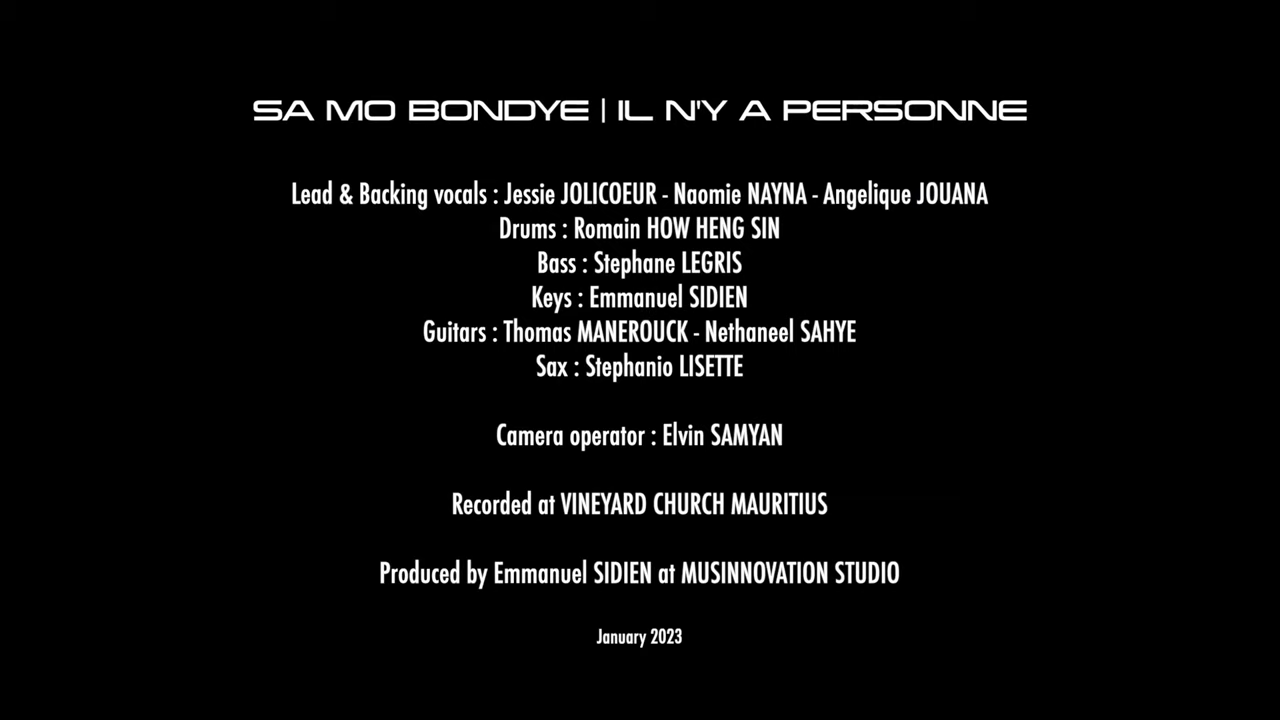 SA MO BONDYE | IL N'Y A PERSONNE
Lead & Backing vocals : Jessie JOLICOEUR - Naomie NAYNA - Angelique JOUANA
Drums : Romain HOW HENG SIN
Bass : Stephane LEGRIS
Keys : Emmanuel SIDIEN
Guitars : Thomas MANEROUCK - Nethaneel SAHYE
Sax : Stephanio LISETTE
Camera operator : Elvin SAMYAN
Recorded at VINEYARD CHURCH MAURITIUS
Produced by Emmanuel SIDIEN at MUSINNOVATION STUDIO
January 2023